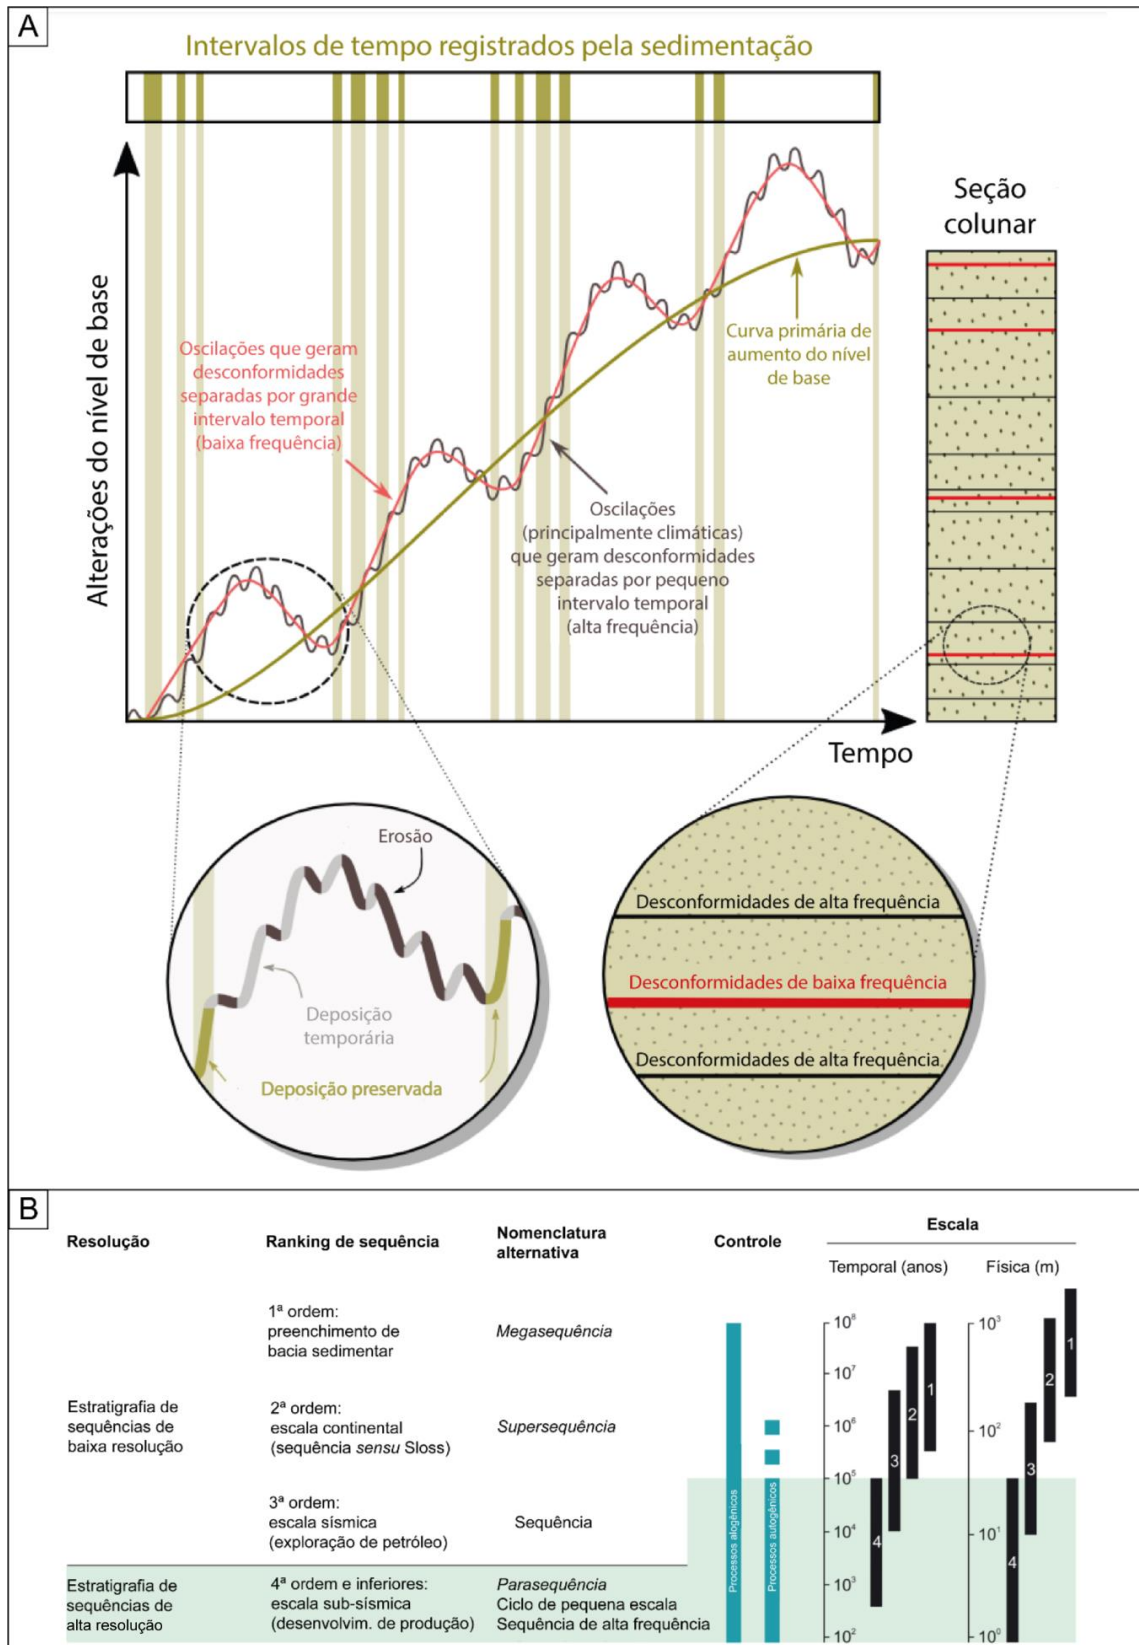 A
Intervalos de tempo registrados pela sedimentação
Alterações do nível de base
Oscilações que geram
desconformidades
separadas por grande
intervalo temporal
(baixa frequência)
Curva primária de
aumento do nível
de base
Oscilações
(principalmente climáticas)
que geram desconformidades
separadas por pequeno
intervalo temporal
(alta frequência)
Tempo
Seção
colunar
Erosão
Deposição
temporária
Deposição preservada
Desconformidades de alta frequência
Desconformidades de baixa frequência
Desconformidades de alta frequência
B
Resolução
Ranking de sequência
Nomenclatura
alternativa
Controle
Escala
Temporal (anos)
Física (m)
1ª ordem:
preenchimento de
bacia sedimentar
Megasequência
Estratigrafia de
sequências de
baixa resolução
2ª ordem:
escala continental
(sequência sensu Sloss)
Supersequência
3ª ordem:
escala sísmica
(exploração de petróleo)
Sequência
Estratigrafia de
sequências de
alta resolução
4ª ordem e inferiores:
escala sub-sísmica
(desenvolvim. de produção)
Parasequência
Ciclo de pequena escala
Sequência de alta frequência
Processos alogênicos
Processos autogênicos
10⁸
10⁷
10⁶
10⁵
10⁴
10³
10²
4
3
2
1
10³
10²
10¹
10⁰
4
3
2
1